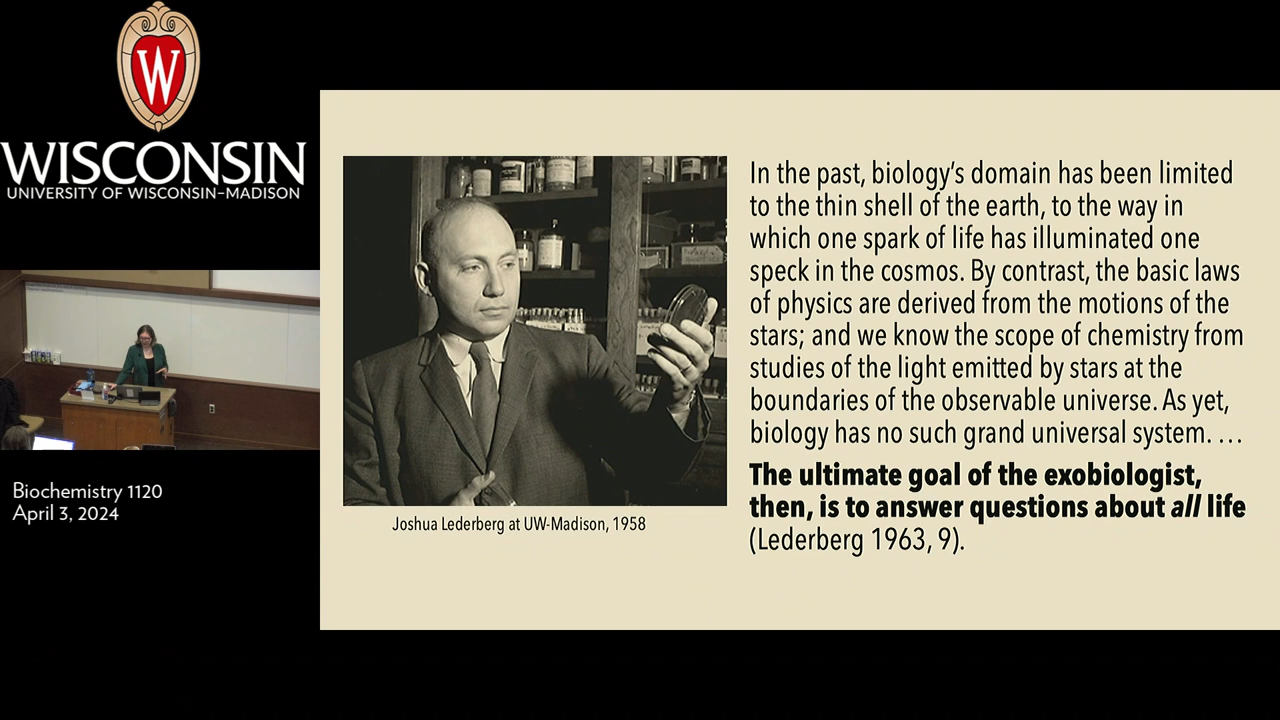 W
WISCONSIN
UNIVERSITY OF WISCONSIN–MADISON
Biochemistry 1120
April 3, 2024
Joshua Lederberg at UW-Madison, 1958
In the past, biology’s domain has been limited
to the thin shell of the earth, to the way in
which one spark of life has illuminated one
speck in the cosmos. By contrast, the basic laws
of physics are derived from the motions of the
stars; and we know the scope of chemistry from
studies of the light emitted by stars at the
boundaries of the observable universe. As yet,
biology has no such grand universal system. …
The ultimate goal of the exobiologist,
then, is to answer questions about all life
(Lederberg 1963, 9).